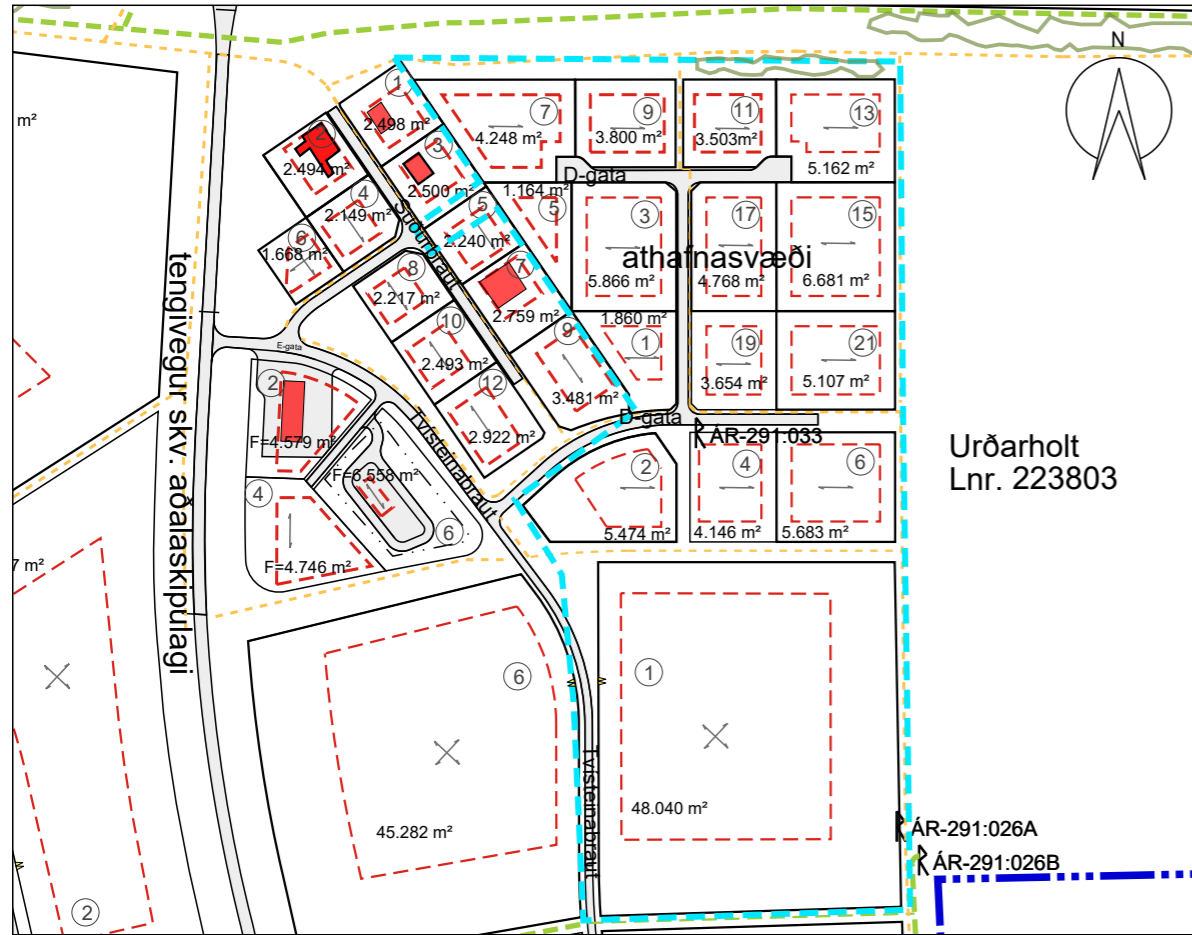 N
m²
1
2.498 m²
2
2.494 m²
3
2.500 m²
4
2.149 m²
5
2.240 m²
6
1.668 m²
Suðurbraut
7
2.759 m²
8
2.217 m²
9
3.481 m²
10
2.493 m²
12
2.922 m²
7
4.248 m²
9
3.800 m²
11
3.503m²
13
5.162 m²
D-gata
1.164 m²
5
3
5.866 m²
17
4.768 m²
15
6.681 m²
athafnasvæði
1.860 m²
1
19
3.654 m²
21
5.107 m²
D-gata
ÁR-291:033
2
5.474 m²
4
4.146 m²
6
5.683 m²
Urðarholt
Lnr. 223803
tengivegur skv. aðalaskipulagi
E-gata
2
F=4.579 m²
F=6.558 m²
6
4
F=4.746 m²
Tvísteinabraut
7 m²
2
6
45.282 m²
1
48.040 m²
Tvísteinabraut
ÁR-291:026A
ÁR-291:026B